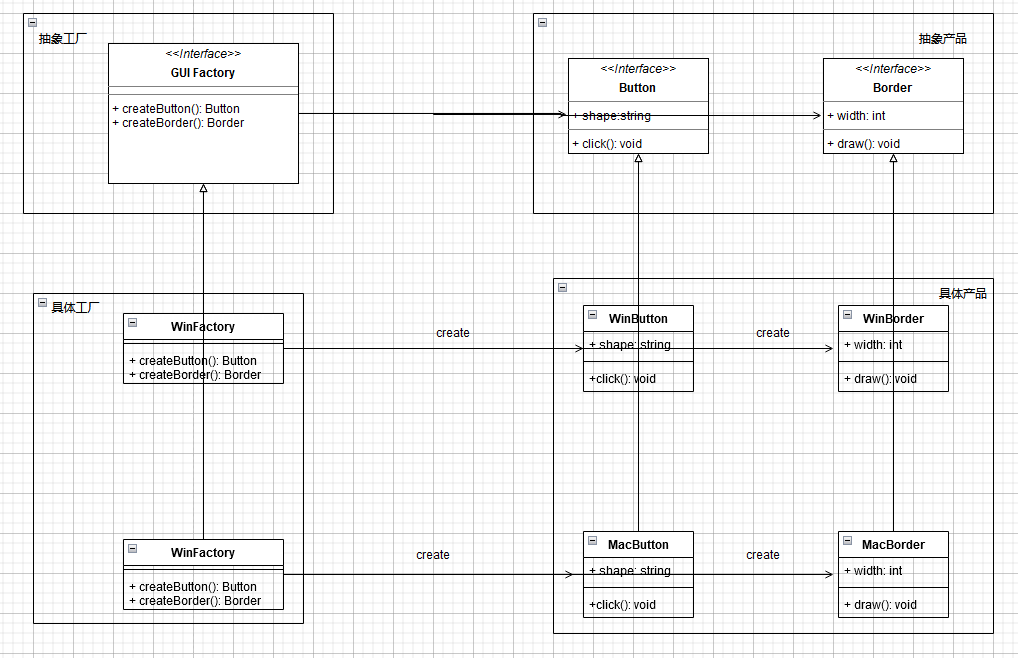 抽象工厂
<<Interface>>
GUI Factory
+ createButton(): Button
+ createBorder(): Border
抽象产品
<<Interface>>
Button
+ shape:string
+ click(): void
<<Interface>>
Border
+ width: int
+ draw(): void
具体工厂
WinFactory
+ createButton(): Button
+ createBorder(): Border
create
具体产品
WinButton
+ shape: string
+click(): void
create
WinBorder
+ width: int
+ draw(): void
WinFactory
+ createButton(): Button
+ createBorder(): Border
create
MacButton
+ shape: string
+click(): void
create
MacBorder
+ width: int
+ draw(): void